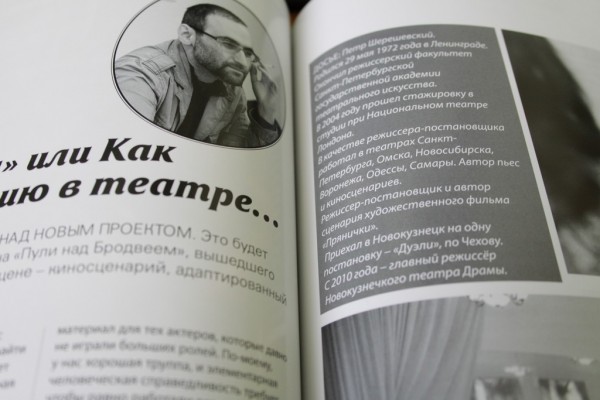 » или Как
ию в театре...
НАД НОВЫМ ПРОЕКТОМ. Это будет
на «Пули над Бродвеем», вышедшего
цене – киносценарий, адаптированный
материал для тех актеров, которые давно
не играли больших ролей. По-моему,
у нас хорошая труппа, и элементарная
человеческая справедливость требует,
ДОСЬЕ: Петр Шерешевский.
Родился 29 мая 1972 года в Ленинграде.
Окончил режиссерский факультет
Санкт-Петербургской
государственной академии
театрального искусства.
В 2004 году прошел стажировку в
студии при Национальном театре
Лондона.
В качестве режиссера-постановщика
работал в театрах Санкт-
Петербурга, Омска, Новосибирска,
Воронежа, Одессы, Самары. Автор пьес
и киносценариев.
Режиссер-постановщик и автор
сценария художественного фильма
«Прянички».
Приехал в Новокузнецк на одну
постановку – «Дуэли», по Чехову.
С 2010 года – главный режиссёр
Новокузнечкого театра Драмы.